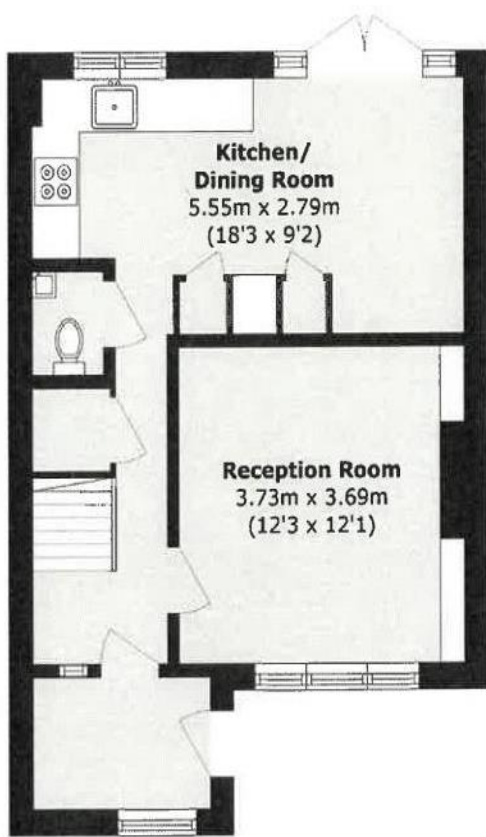 Kitchen/
Dining Room
5.55m x 2.79m
(18'3 x 9'2)
Reception Room
3.73m x 3.69m
(12'3 x 12'1)